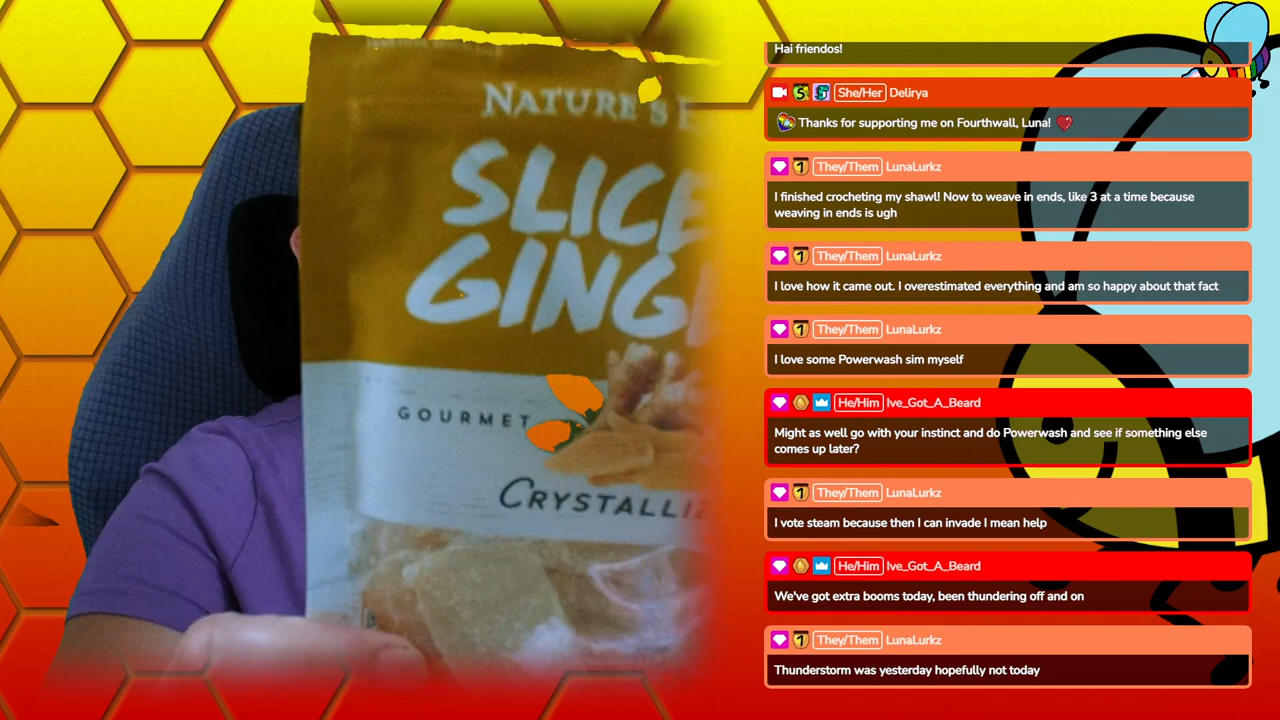 NATURE'S
SLICE
GING
GOURMET
CRYSTALLIZ
Hai friendos!
She/Her Delirya
Thanks for supporting me on Fourthwall, Luna!
1 They/Them LunaLurkz
I finished crocheting my shawl! Now to weave in ends, like 3 at a time because
weaving in ends is ugh
1 They/Them LunaLurkz
I love how it came out. I overestimated everything and am so happy about that fact
1 They/Them LunaLurkz
I love some Powerwash sim myself
He/Him Ive_Got_A_Beard
Might as well go with your instinct and do Powerwash and see if something else
comes up later?
1 They/Them LunaLurkz
I vote steam because then I can invade I mean help
He/Him Ive_Got_A_Beard
We've got extra booms today, been thundering off and on
1 They/Them LunaLurkz
Thunderstorm was yesterday hopefully not today